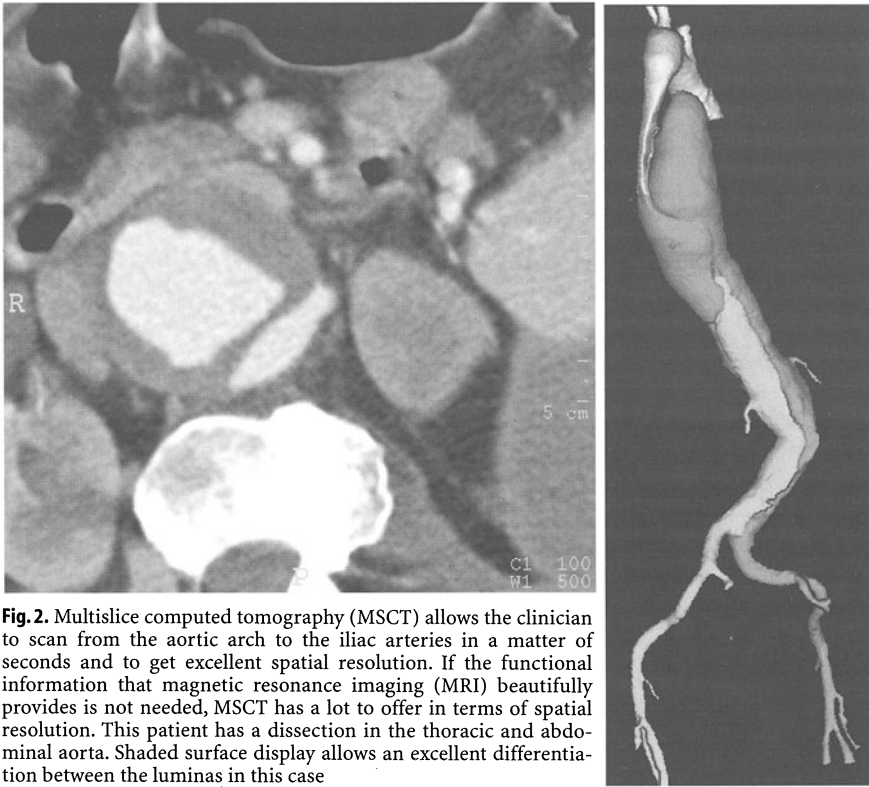 R
5 cm
C1 100
W1 500
P
Fig. 2. Multislice computed tomography (MSCT) allows the clinician
to scan from the aortic arch to the iliac arteries in a matter of
seconds and to get excellent spatial resolution. If the functional
information that magnetic resonance imaging (MRI) beautifully
provides is not needed, MSCT has a lot to offer in terms of spatial
resolution. This patient has a dissection in the thoracic and abdo-
minal aorta. Shaded surface display allows an excellent differentia-
tion between the luminas in this case